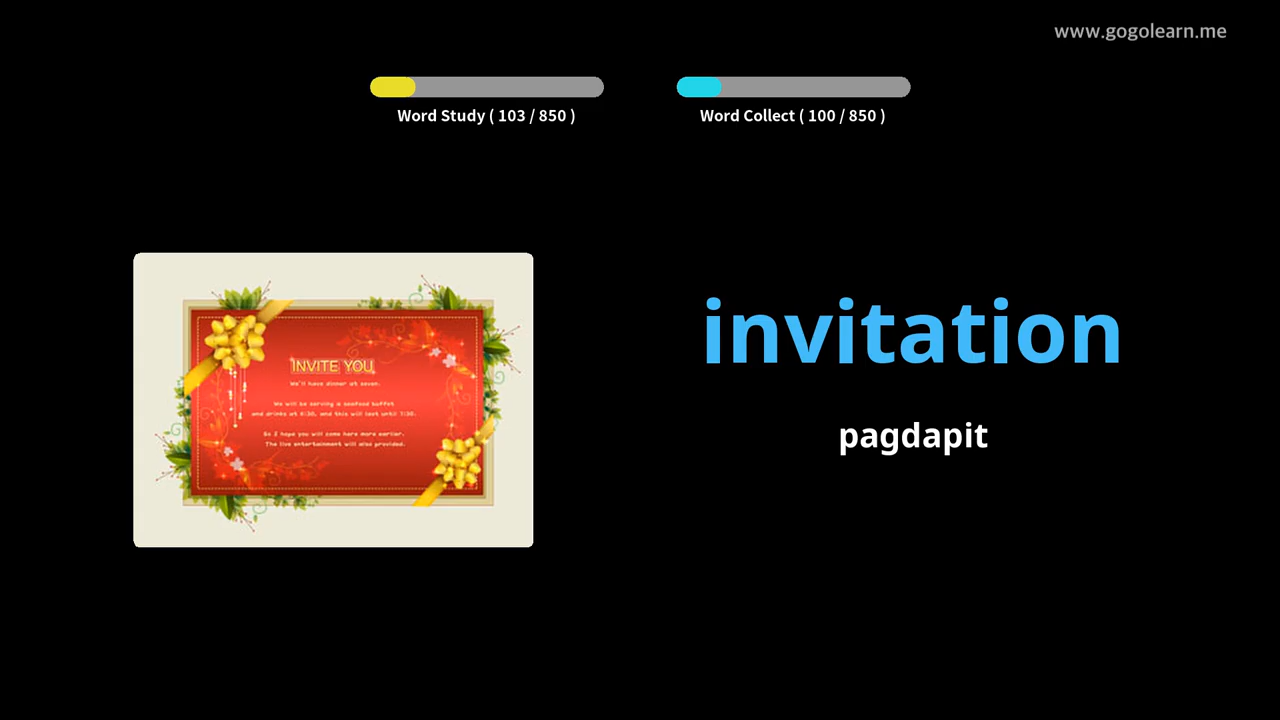 www.gogolearn.me
Word Study ( 103 / 850 )
Word Collect ( 100 / 850 )
INVITE YOU
We'll have dinner at seven.
We will be serving a seafood buffet
and drinks at 6:30, and this will last until 7:30.
So I hope you will come here more earlier.
The live entertainment will also provided.
invitation
pagdapit